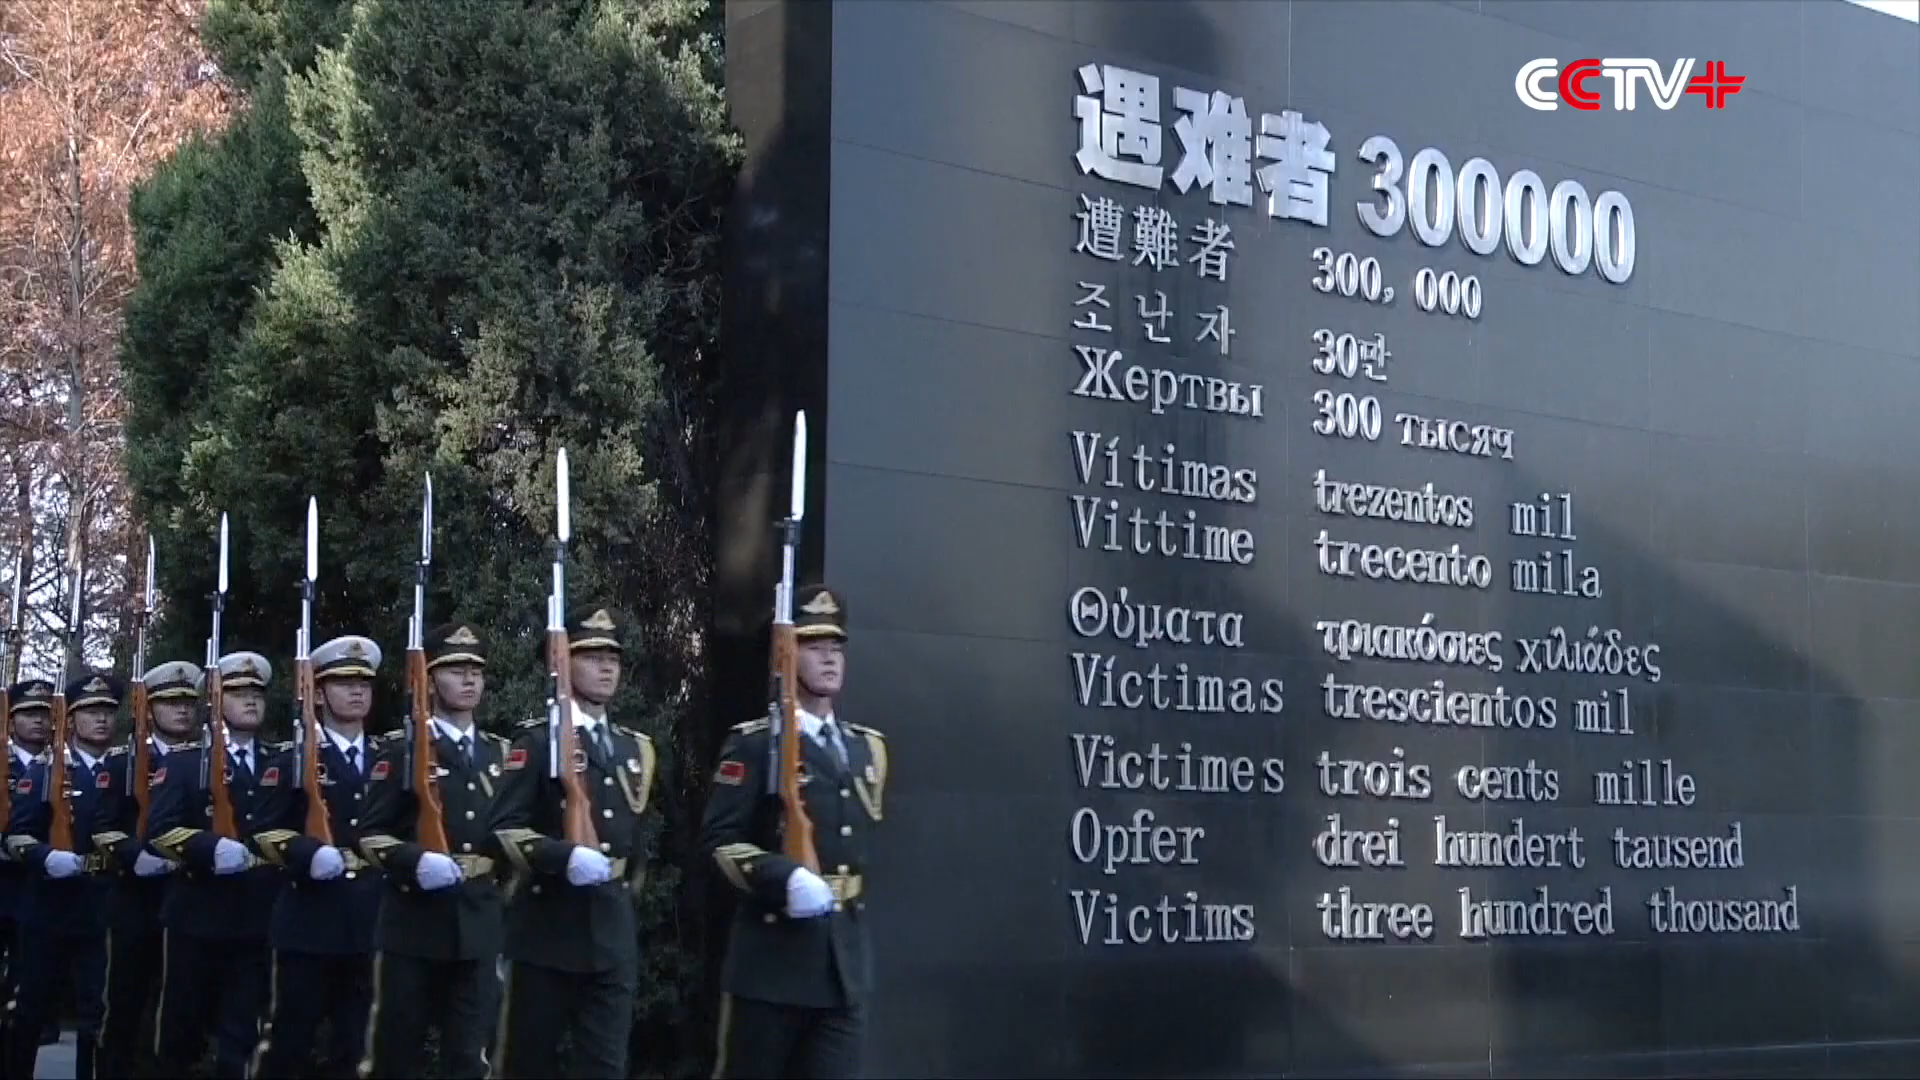 CCTV+
遇难者 300000
遭難者 300,000
조난자 30만
Жертвы 300 тысяч
Vítimas trezentos mil
Vittime trecento mila
Θύματα τριακόσιες χιλιάδες
Víctimas trescientos mil
Victimes trois cents mille
Opfer drei hundert tausend
Victims three hundred thousand